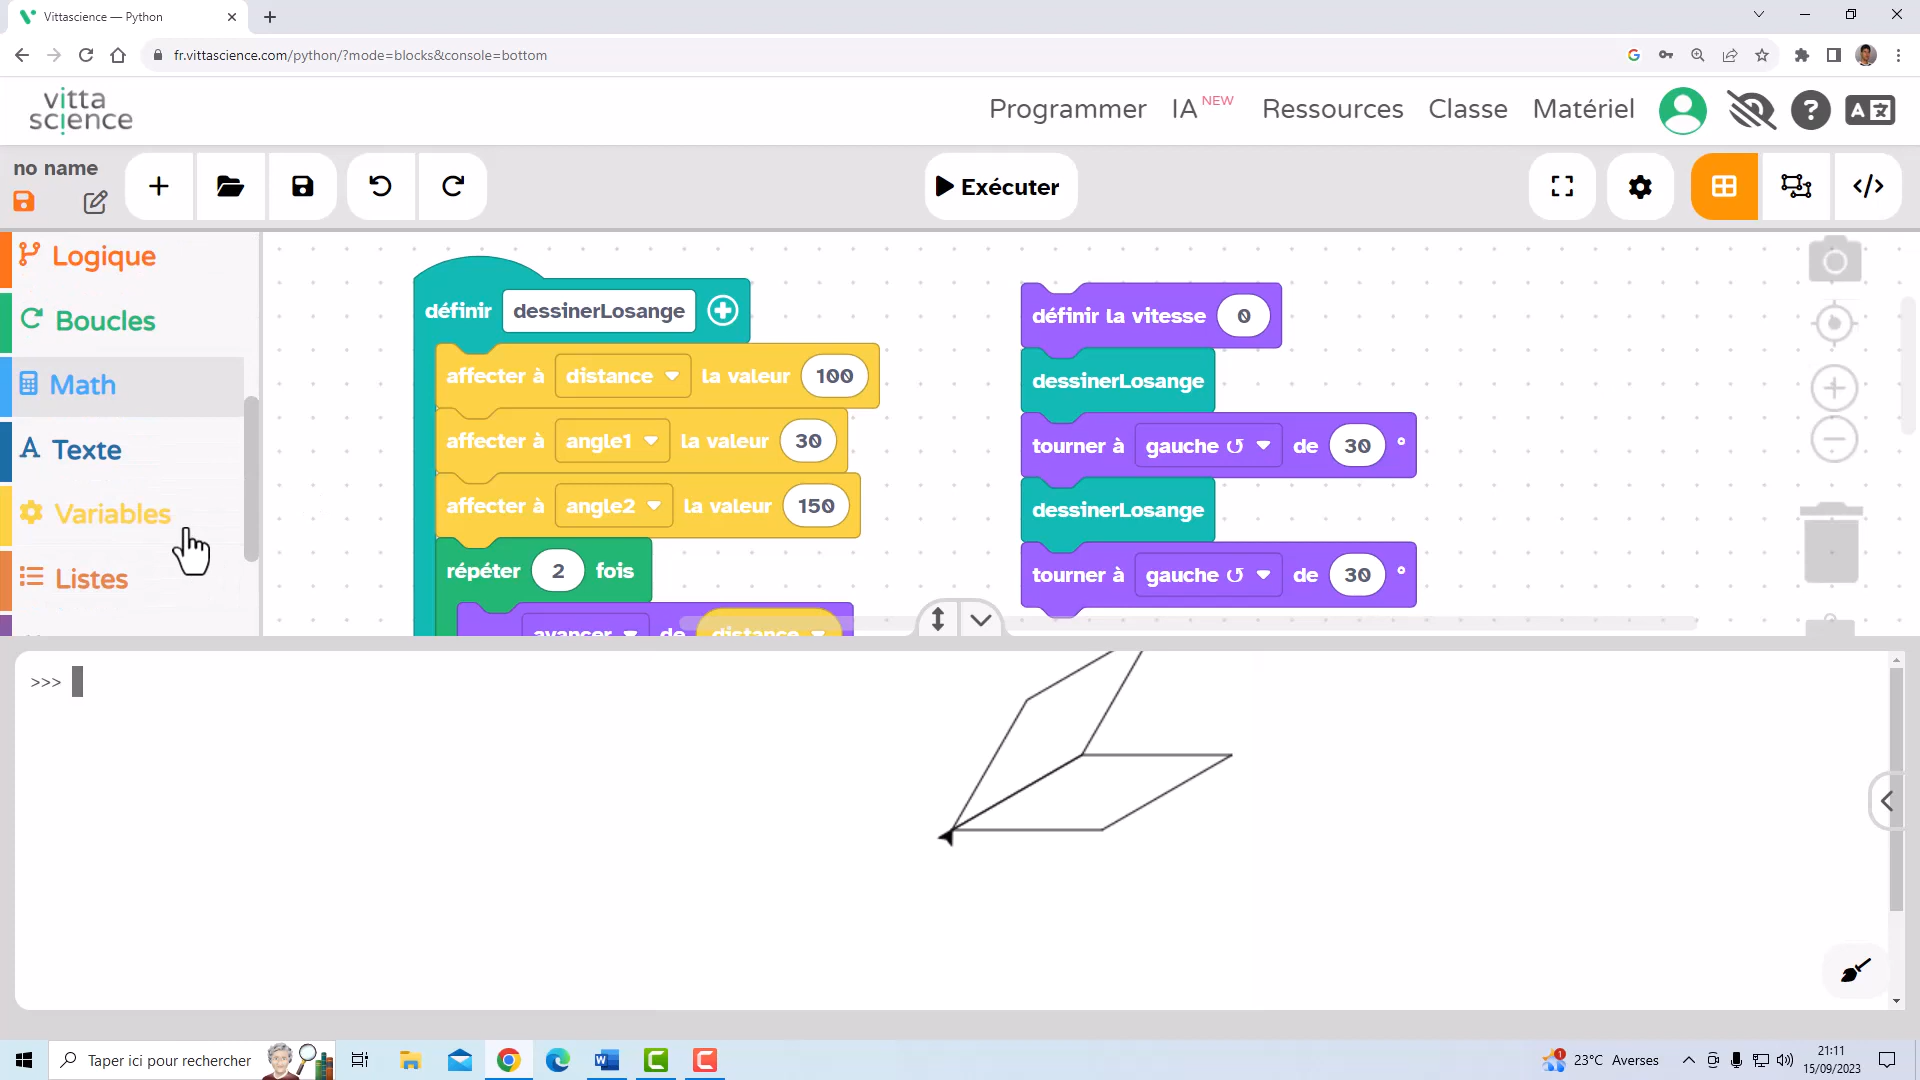 Vittascience — Python
fr.vittascience.com/python/?mode=blocks&console=bottom
vitta
science
Programmer
IA NEW
Ressources
Classe
Matériel
no name
Exécuter
Logique
Boucles
Math
Texte
Variables
Listes
définir dessinerLosange
affecter à distance la valeur 100
affecter à angle1 la valeur 30
affecter à angle2 la valeur 150
répéter 2 fois
avancer de distance
définir la vitesse 0
dessinerLosange
tourner à gauche ↺ de 30 °
dessinerLosange
tourner à gauche ↺ de 30 °
>>>
Taper ici pour rechercher
23°C Averses
21:11
15/09/2023